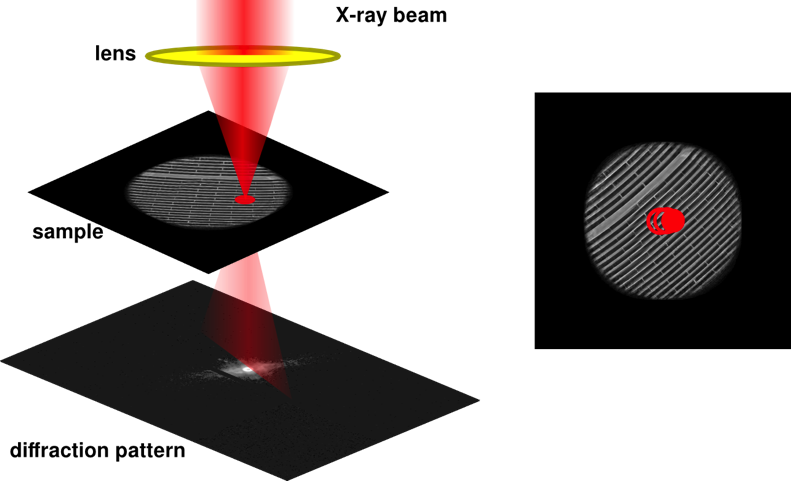 X-ray beam
lens
sample
diffraction pattern